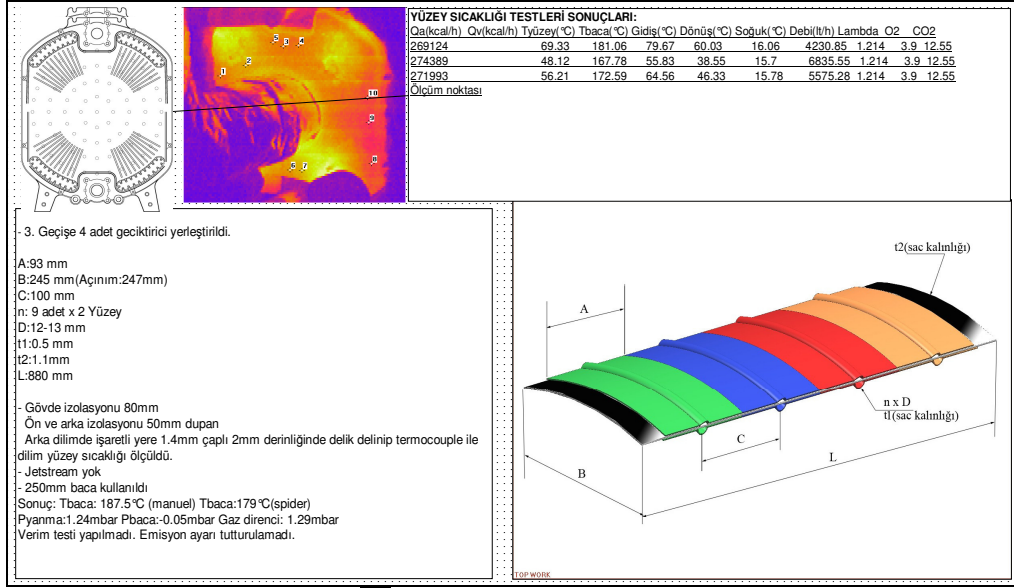 YÜZEY SICAKLIĞI TESTLERİ SONUÇLARI:
Qa(kcal/h) Qv(kcal/h) Tyüzey(°C) Tbaca(°C) Gidiş(°C) Dönüş(°C) Soğuk(°C) Debi(lt/h) Lambda O2 CO2
269124 69.33 181.06 79.67 60.03 16.06 4230.85 1.214 3.9 12.55
274389 48.12 167.78 55.83 38.55 15.7 6835.55 1.214 3.9 12.55
271993 56.21 172.59 64.56 46.33 15.78 5575.28 1.214 3.9 12.55
Ölçüm noktası
5 3 4
2
1
10
9
8
6 7
- 3. Geçişe 4 adet geciktirici yerleştirildi.
A:93 mm
B:245 mm(Açınım:247mm)
C:100 mm
n: 9 adet x 2 Yüzey
D:12-13 mm
t1:0.5 mm
t2:1.1mm
L:880 mm
- Gövde izolasyonu 80mm
Ön ve arka izolasyonu 50mm dupan
Arka dilimde işaretli yere 1.4mm çaplı 2mm derinliğinde delik delinip termocouple ile
dilim yüzey sıcaklığı ölçüldü.
- Jetstream yok
- 250mm baca kullanıldı
Sonuç: Tbaca: 187.5°C (manuel) Tbaca:179°C(spider)
Pyanma:1.24mbar Pbaca:-0.05mbar Gaz direnci: 1.29mbar
Verim testi yapılmadı. Emisyon ayarı tutturulamadı.
t2(sac kalınlığı)
A
n x D
t1(sac kalınlığı)
C
L
B
TOP WORK